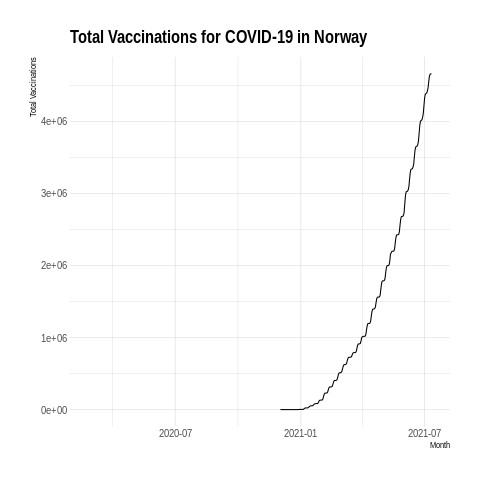 Total Vaccinations for COVID-19 in Norway
Total Vaccinations
4e+06
3e+06
2e+06
1e+06
0e+00
2020-07
2021-01
2021-07
Month